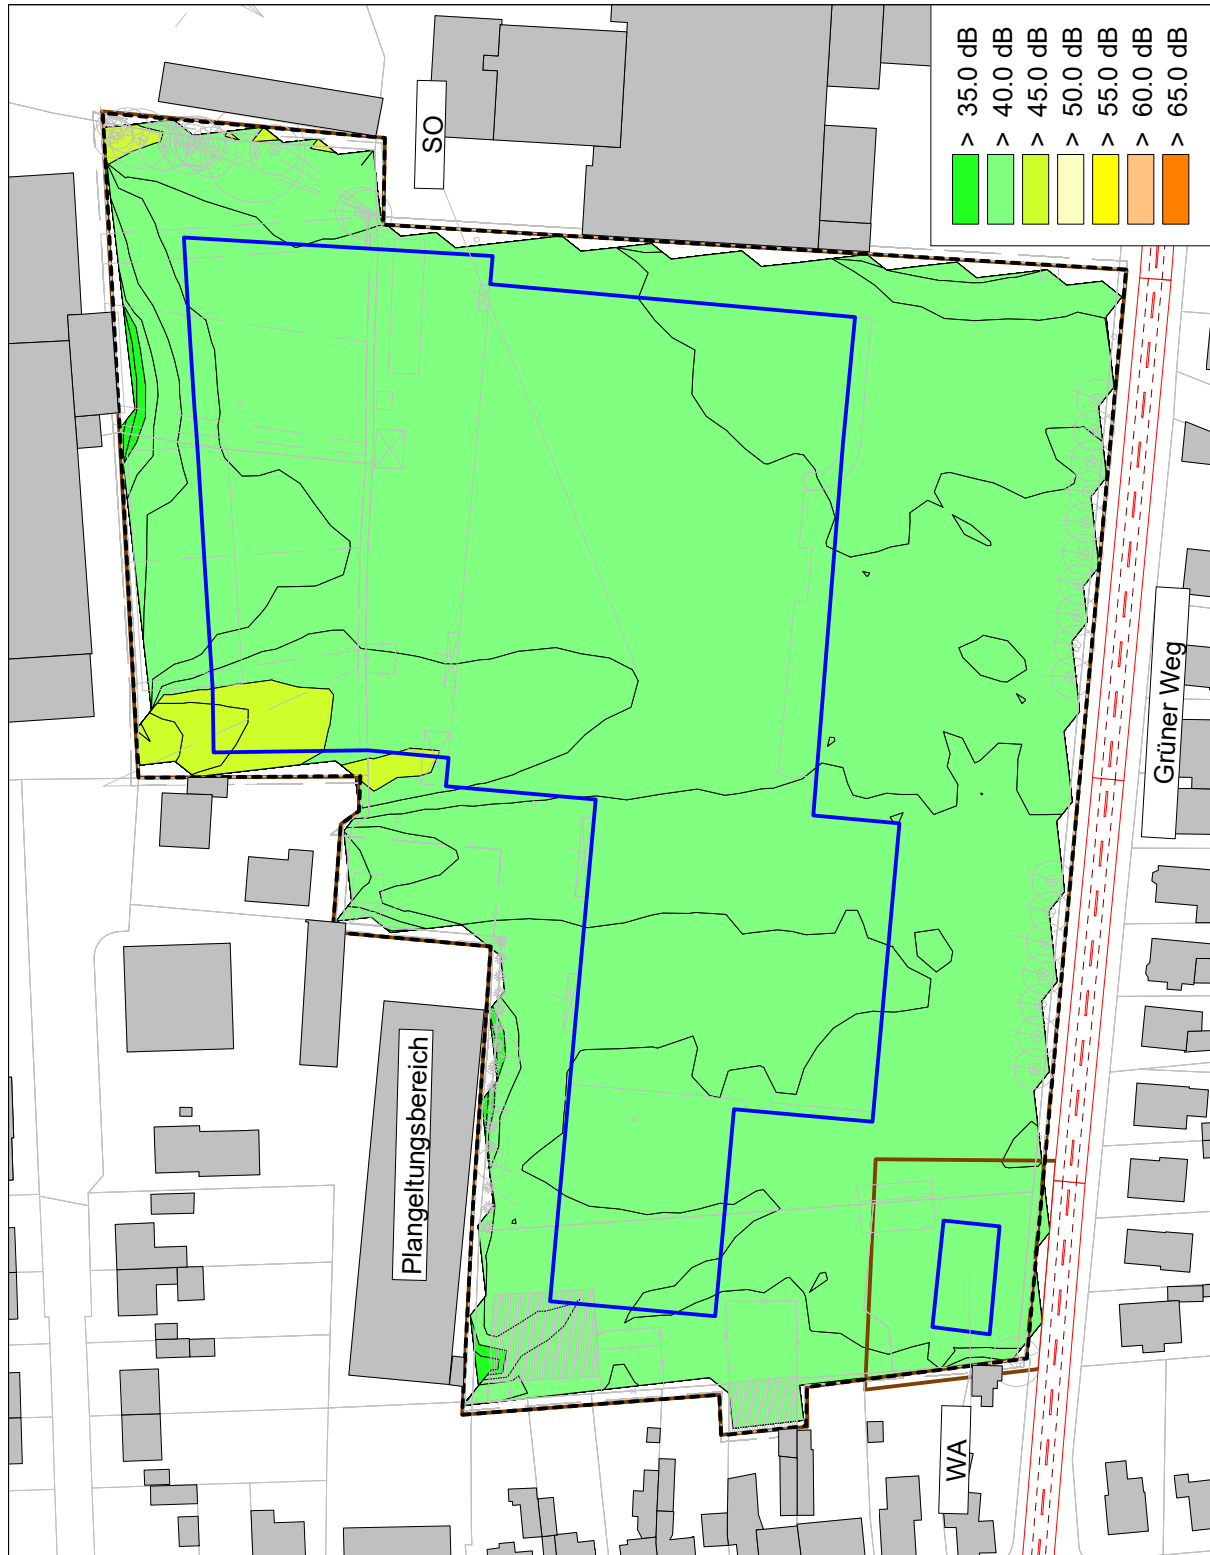 > 35.0 dB
> 40.0 dB
> 45.0 dB
> 50.0 dB
> 55.0 dB
> 60.0 dB
> 65.0 dB
SO
Plangeltungsbereich
Grüner Weg
WA